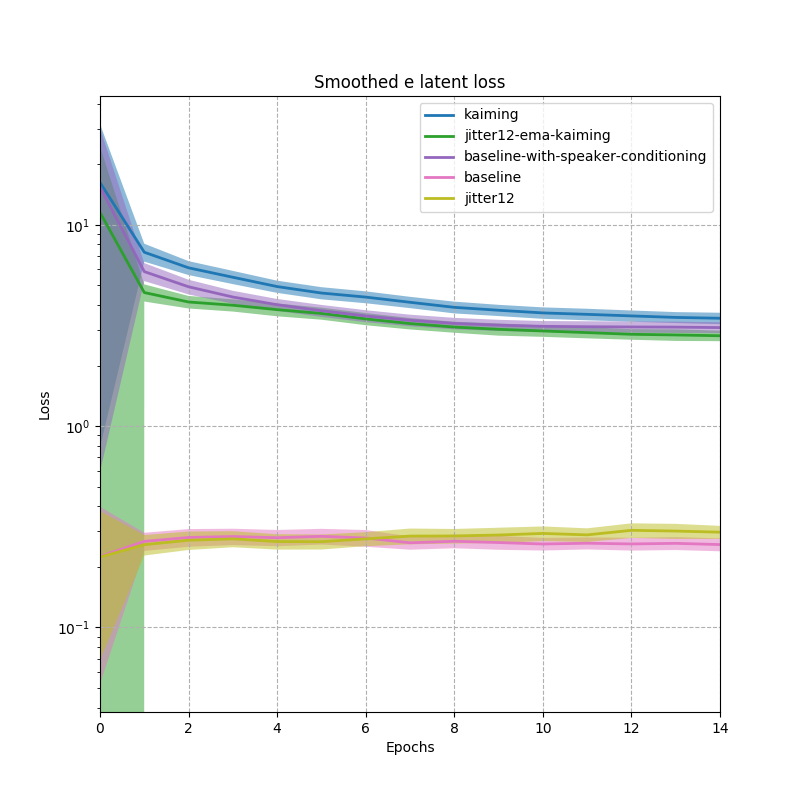 Smoothed e latent loss
kaiming
jitter12-ema-kaiming
baseline-with-speaker-conditioning
baseline
jitter12
Loss
10¹
10⁰
10⁻¹
0 2 4 6 8 10 12 14
Epochs